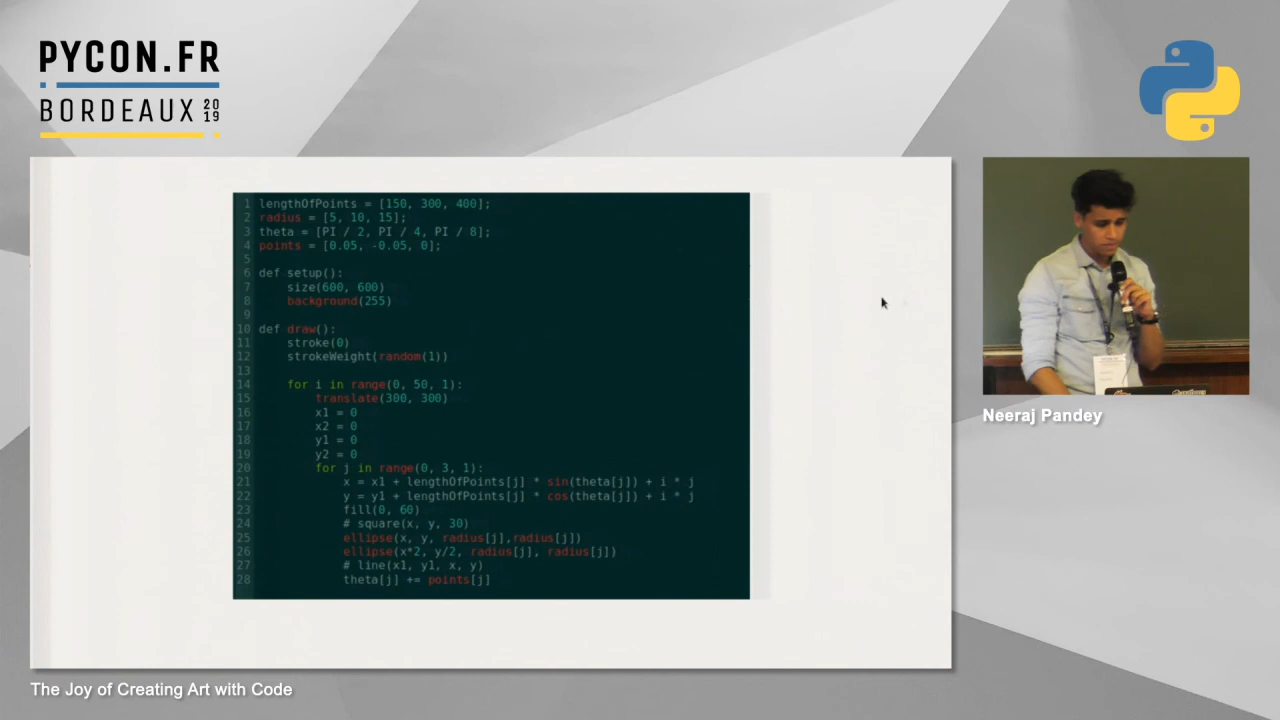 PYCON.FR
BORDEAUX 2019
1 lengthOfPoints = [150, 300, 400];
2 radius = [5, 10, 15];
3 theta = [PI / 2, PI / 4, PI / 8];
4 points = [0.05, -0.05, 0];
5
6 def setup():
7     size(600, 600)
8     background(255)
9
10 def draw():
11     stroke(0)
12     strokeWeight(random(1))
13
14     for i in range(0, 50, 1):
15         translate(300, 300)
16         x1 = 0
17         x2 = 0
18         y1 = 0
19         y2 = 0
20         for j in range(0, 3, 1):
21             x = x1 + lengthOfPoints[j] * sin(theta[j]) + i * j
22             y = y1 + lengthOfPoints[j] * cos(theta[j]) + i * j
23             fill(0, 60)
24             # square(x, y, 30)
25             ellipse(x, y, radius[j],radius[j])
26             ellipse(x*2, y/2, radius[j], radius[j])
27             # line(x1, y1, x, y)
28             theta[j] += points[j]
Neeraj Pandey
The Joy of Creating Art with Code